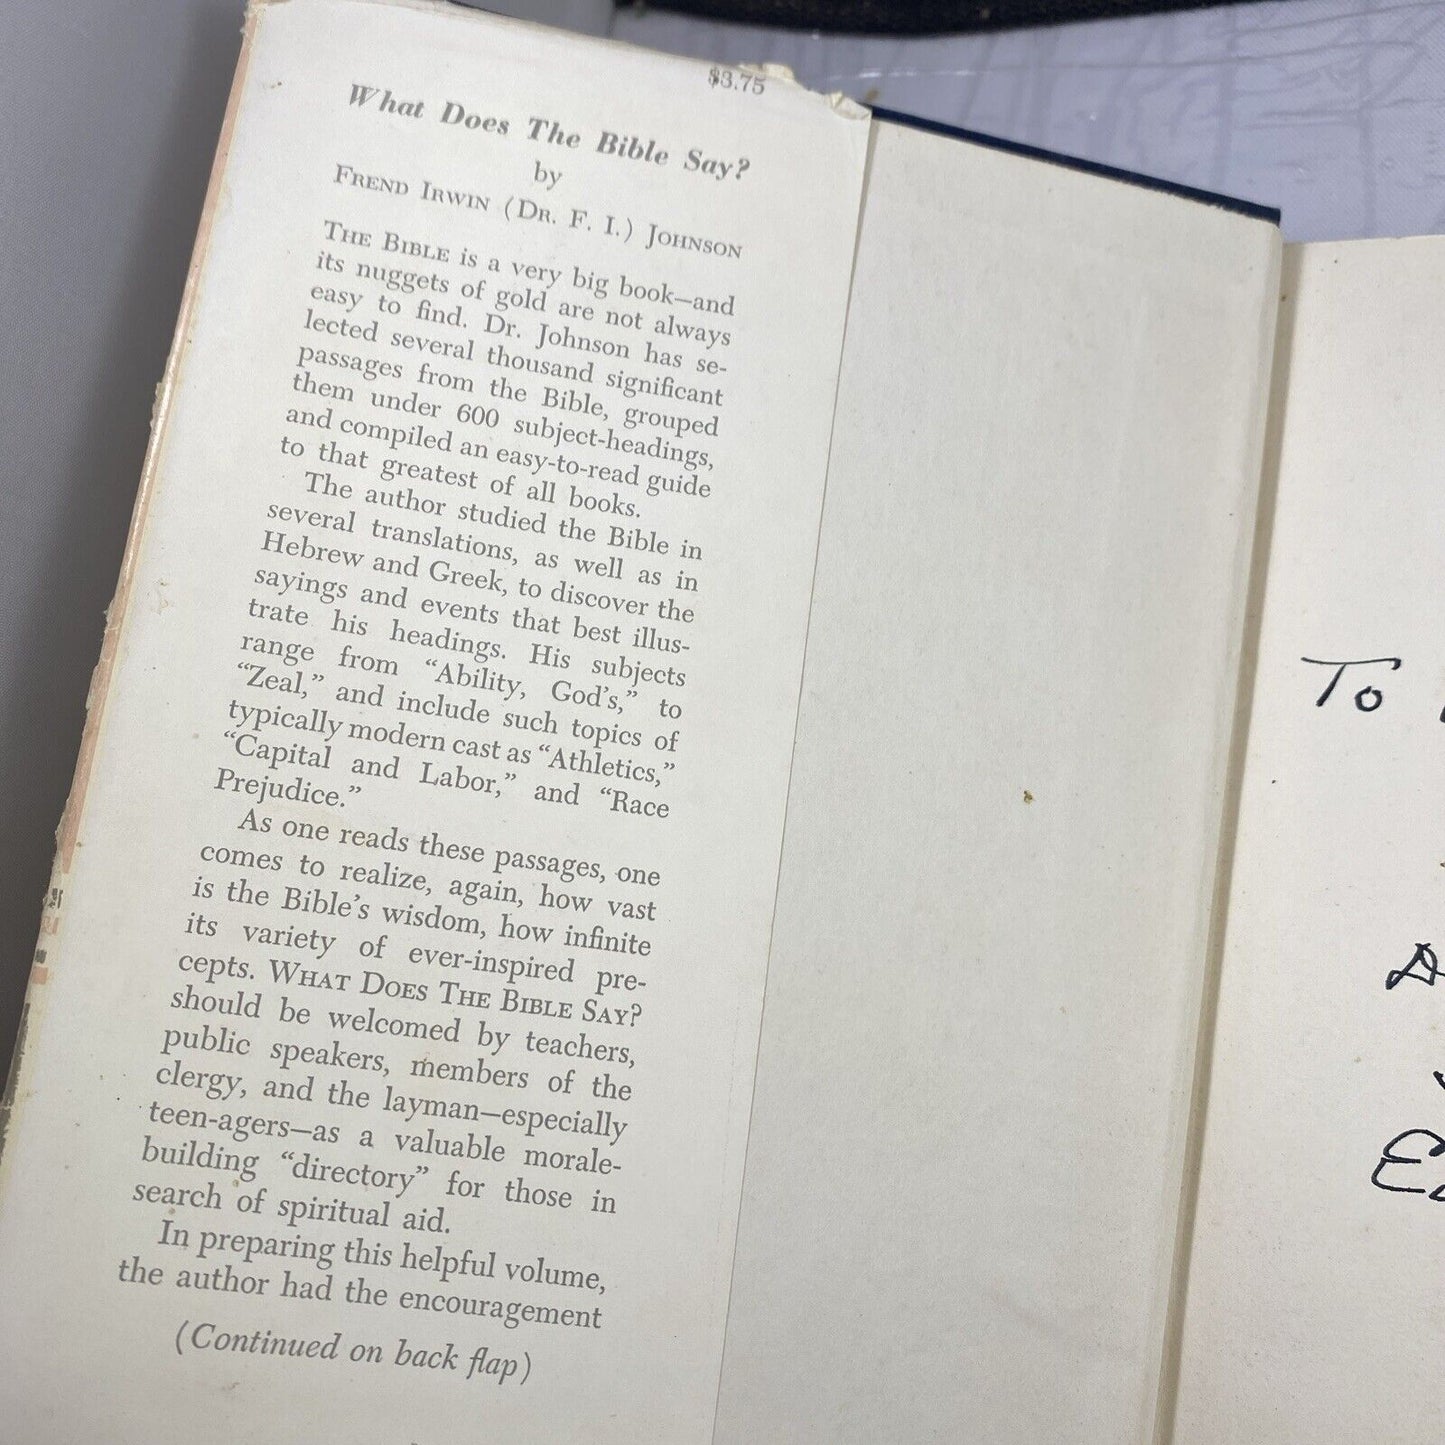 $3.75
What Does The Bible Say?
by
FREND IRWIN (DR. F. I.) JOHNSON
THE BIBLE is a very big book—and
its nuggets of gold are not always
easy to find. Dr. Johnson has se-
lected several thousand significant
passages from the Bible, grouped
them under 600 subject-headings,
and compiled an easy-to-read guide
to that greatest of all books.
The author studied the Bible in
several translations, as well as in
Hebrew and Greek, to discover the
sayings and events that best illus-
trate his headings. His subjects
range from “Ability, God’s,” to
“Zeal,” and include such topics of
typically modern cast as “Athletics,”
“Capital and Labor,” and “Race
Prejudice.”
As one reads these passages, one
comes to realize, again, how vast
is the Bible’s wisdom, how infinite
its variety of ever-inspired pre-
cepts. WHAT DOES THE BIBLE SAY?
should be welcomed by teachers,
public speakers, members of the
clergy, and the layman—especially
teen-agers—as a valuable morale-
building “directory” for those in
search of spiritual aid.
In preparing this helpful volume,
the author had the encouragement
(Continued on back flap)
To